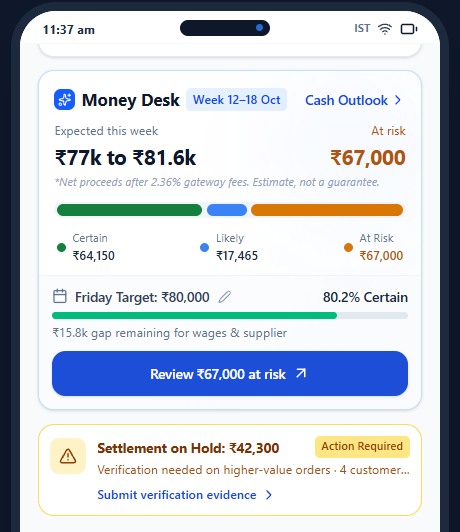 11:37 am IST
Money Desk Week 12–18 Oct Cash Outlook
Expected this week At risk
₹77k to ₹81.6k ₹67,000
*Net proceeds after 2.36% gateway fees. Estimate, not a guarantee.
Certain Likely At Risk
₹64,150 ₹17,465 ₹67,000
Friday Target: ₹80,000 80.2% Certain
₹15.8k gap remaining for wages & supplier
Review ₹67,000 at risk
Settlement on Hold: ₹42,300 Action Required
Verification needed on higher-value orders · 4 customer...
Submit verification evidence